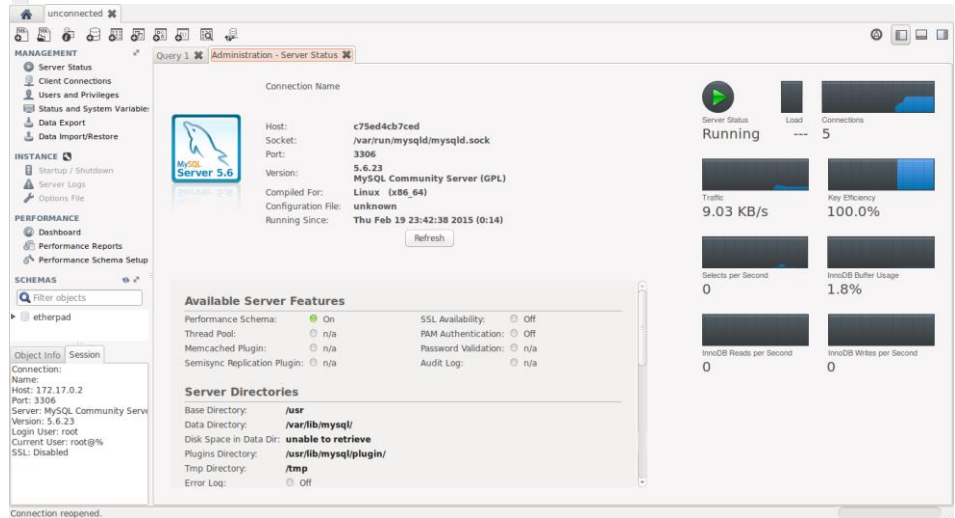 unconnected
MANAGEMENT
Server Status
Client Connections
Users and Privileges
Status and System Variable
Data Export
Data Import/Restore
INSTANCE
Startup / Shutdown
Server Logs
Options File
PERFORMANCE
Dashboard
Performance Reports
Performance Schema Setup
SCHEMAS
Filter objects
etherpad
Object Info Session
Connection:
Name:
Host: 172.17.0.2
Port: 3306
Server: MySQL Community Serve
Version: 5.6.23
Login User: root
Current User: root@%
SSL: Disabled
Query 1 Administration - Server Status
Connection Name
MySQL
Server 5.6
Host: c75ed4cb7ced
Socket: /var/run/mysqld/mysqld.sock
Port: 3306
Version: 5.6.23
MySQL Community Server (GPL)
Compiled For: Linux (x86_64)
Configuration File: unknown
Running Since: Thu Feb 19 23:42:38 2015 (0:14)
Refresh
Available Server Features
Performance Schema: On SSL Availability: Off
Thread Pool: n/a PAM Authentication: Off
Memcached Plugin: n/a Password Validation: n/a
Semisync Replication Plugin: n/a Audit Log: n/a
Server Directories
Base Directory: /usr
Data Directory: /var/lib/mysql/
Disk Space in Data Dir: unable to retrieve
Plugins Directory: /usr/lib/mysql/plugin/
Tmp Directory: /tmp
Error Log: Off
Server Status Load Connections
Running --- 5
Traffic Key Efficiency
9.03 KB/s 100.0%
Selects per Second InnoDB Buffer Usage
0 1.8%
InnoDB Reads per Second InnoDB Writes per Second
0 0
Connection reopened.